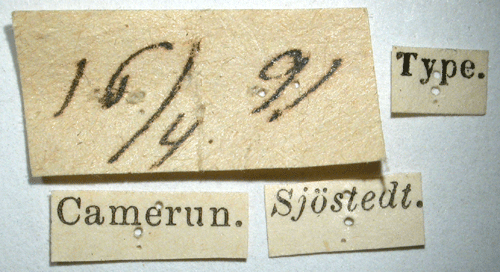 16/4 91
Type.
Camerun.
Sjöstedt.